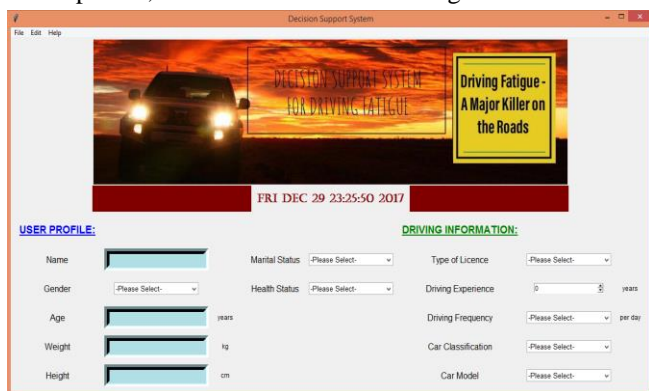 Decision Support System
File Edit Help
DECISION SUPPORT SYSTEM
FOR DRIVING FATIGUE
Driving Fatigue -
A Major Killer on
the Roads
FRI DEC 29 23:25:50 2017
USER PROFILE:
DRIVING INFORMATION:
Name
Marital Status -Please Select-
Type of Licence -Please Select-
Gender -Please Select-
Health Status -Please Select-
Driving Experience 0 years
Age years
Driving Frequency -Please Select- per day
Weight kg
Car Classification -Please Select-
Height cm
Car Model -Please Select-